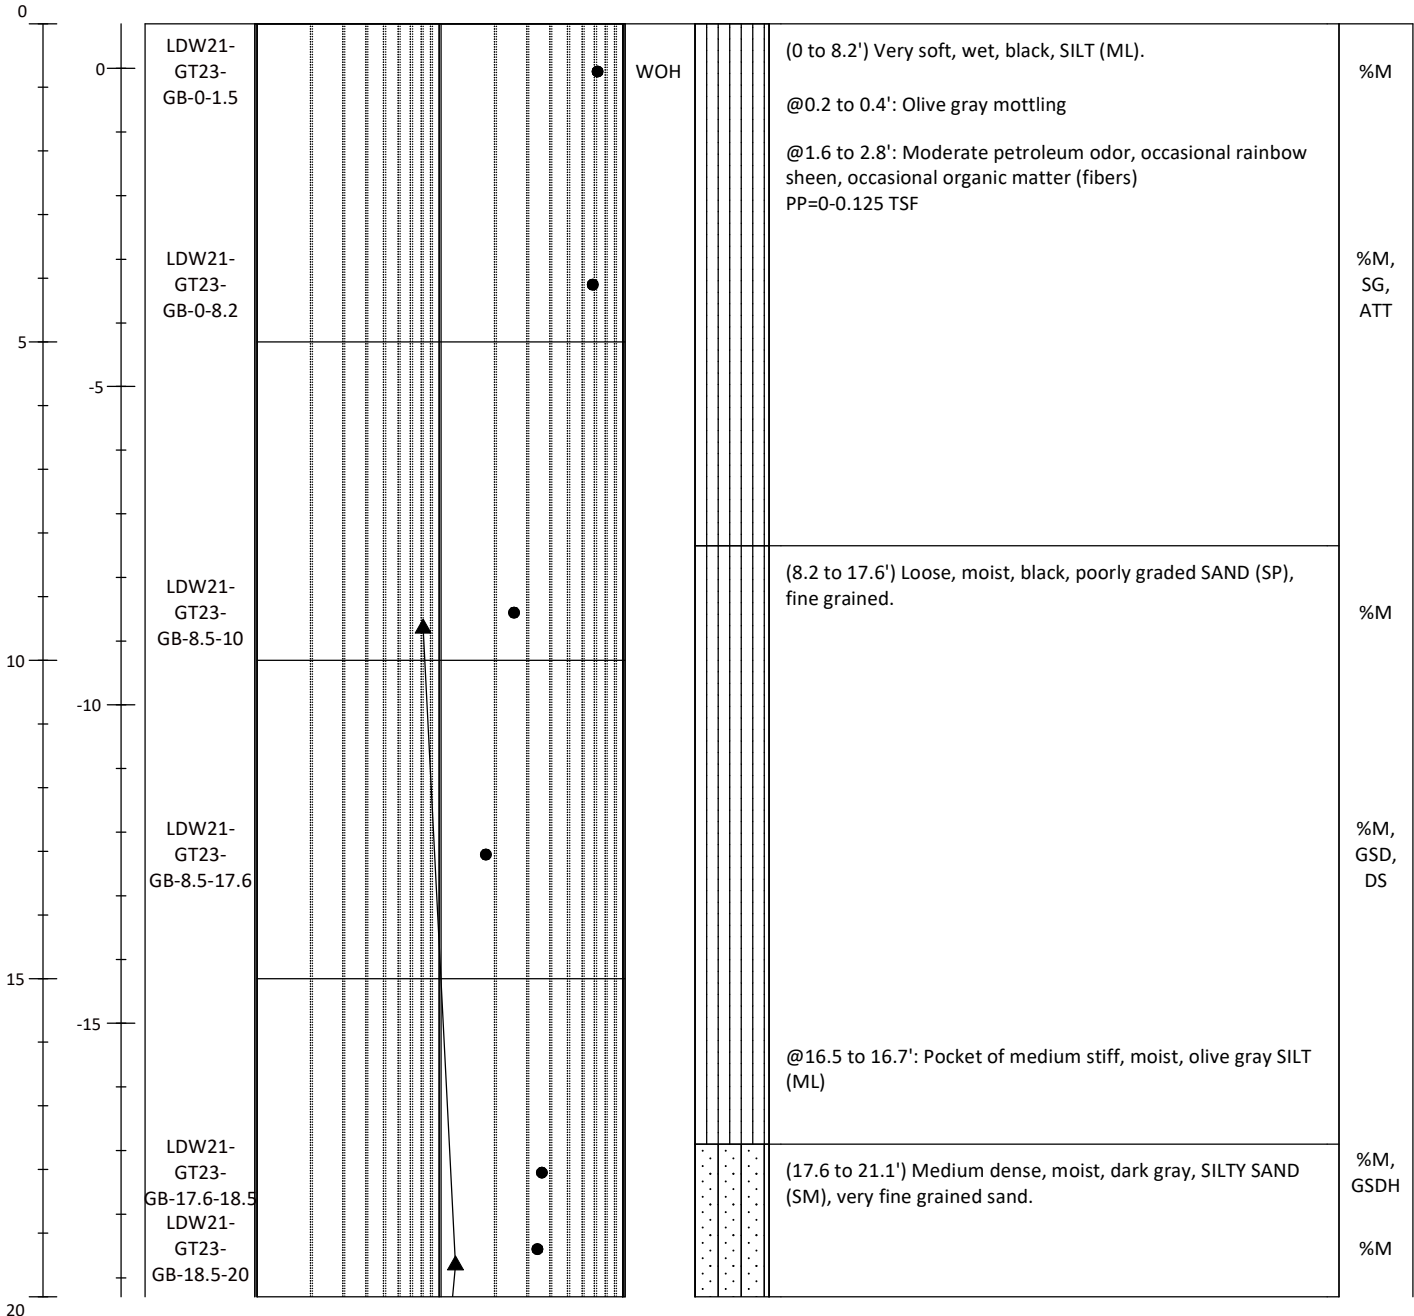 0
5
10
15
20
0
-5
-10
-15
LDW21-
GT23-
GB-0-1.5
LDW21-
GT23-
GB-0-8.2
LDW21-
GT23-
GB-8.5-10
LDW21-
GT23-
GB-8.5-17.6
LDW21-
GT23-
GB-17.6-18.5
LDW21-
GT23-
GB-18.5-20
WOH
(0 to 8.2') Very soft, wet, black, SILT (ML).
@0.2 to 0.4': Olive gray mottling
@1.6 to 2.8': Moderate petroleum odor, occasional rainbow
sheen, occasional organic matter (fibers)
PP=0-0.125 TSF
(8.2 to 17.6') Loose, moist, black, poorly graded SAND (SP),
fine grained.
@16.5 to 16.7': Pocket of medium stiff, moist, olive gray SILT
(ML)
(17.6 to 21.1') Medium dense, moist, dark gray, SILTY SAND
(SM), very fine grained sand.
%M
%M,
SG,
ATT
%M
%M,
GSD,
DS
%M,
GSDH
%M